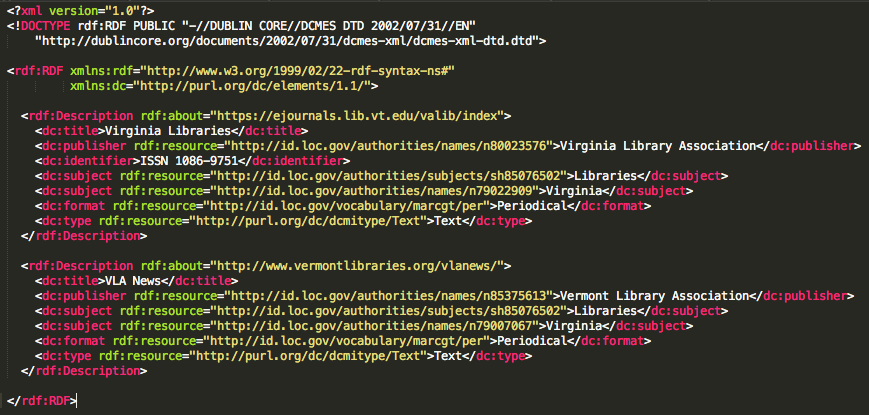 <?xml version="1.0"?>
<!DOCTYPE rdf:RDF PUBLIC "-//DUBLIN CORE//DCMES DTD 2002/07/31//EN"
    "http://dublincore.org/documents/2002/07/31/dcmes-xml/dcmes-xml-dtd.dtd">
<rdf:RDF xmlns:rdf="http://www.w3.org/1999/02/22-rdf-syntax-ns#"
         xmlns:dc="http://purl.org/dc/elements/1.1/">
  <rdf:Description rdf:about="https://ejournals.lib.vt.edu/valib/index">
    <dc:title>Virginia Libraries</dc:title>
    <dc:publisher rdf:resource="http://id.loc.gov/authorities/names/n80023576">Virginia Library Association</dc:publisher>
    <dc:identifier>ISSN 1086-9751</dc:identifier>
    <dc:subject rdf:resource="http://id.loc.gov/authorities/subjects/sh85076502">Libraries</dc:subject>
    <dc:subject rdf:resource="http://id.loc.gov/authorities/names/n79022909">Virginia</dc:subject>
    <dc:format rdf:resource="http://id.loc.gov/vocabulary/marcgt/per">Periodical</dc:format>
    <dc:type rdf:resource="http://purl.org/dc/dcmitype/Text">Text</dc:type>
  </rdf:Description>
  <rdf:Description rdf:about="http://www.vermontlibraries.org/vlanews/">
    <dc:title>VLA News</dc:title>
    <dc:publisher rdf:resource="http://id.loc.gov/authorities/names/n85375613">Vermont Library Association</dc:publisher>
    <dc:subject rdf:resource="http://id.loc.gov/authorities/subjects/sh85076502">Libraries</dc:subject>
    <dc:subject rdf:resource="http://id.loc.gov/authorities/names/n79007067">Virginia</dc:subject>
    <dc:format rdf:resource="http://id.loc.gov/vocabulary/marcgt/per">Periodical</dc:format>
    <dc:type rdf:resource="http://purl.org/dc/dcmitype/Text">Text</dc:type>
  </rdf:Description>
</rdf:RDF>